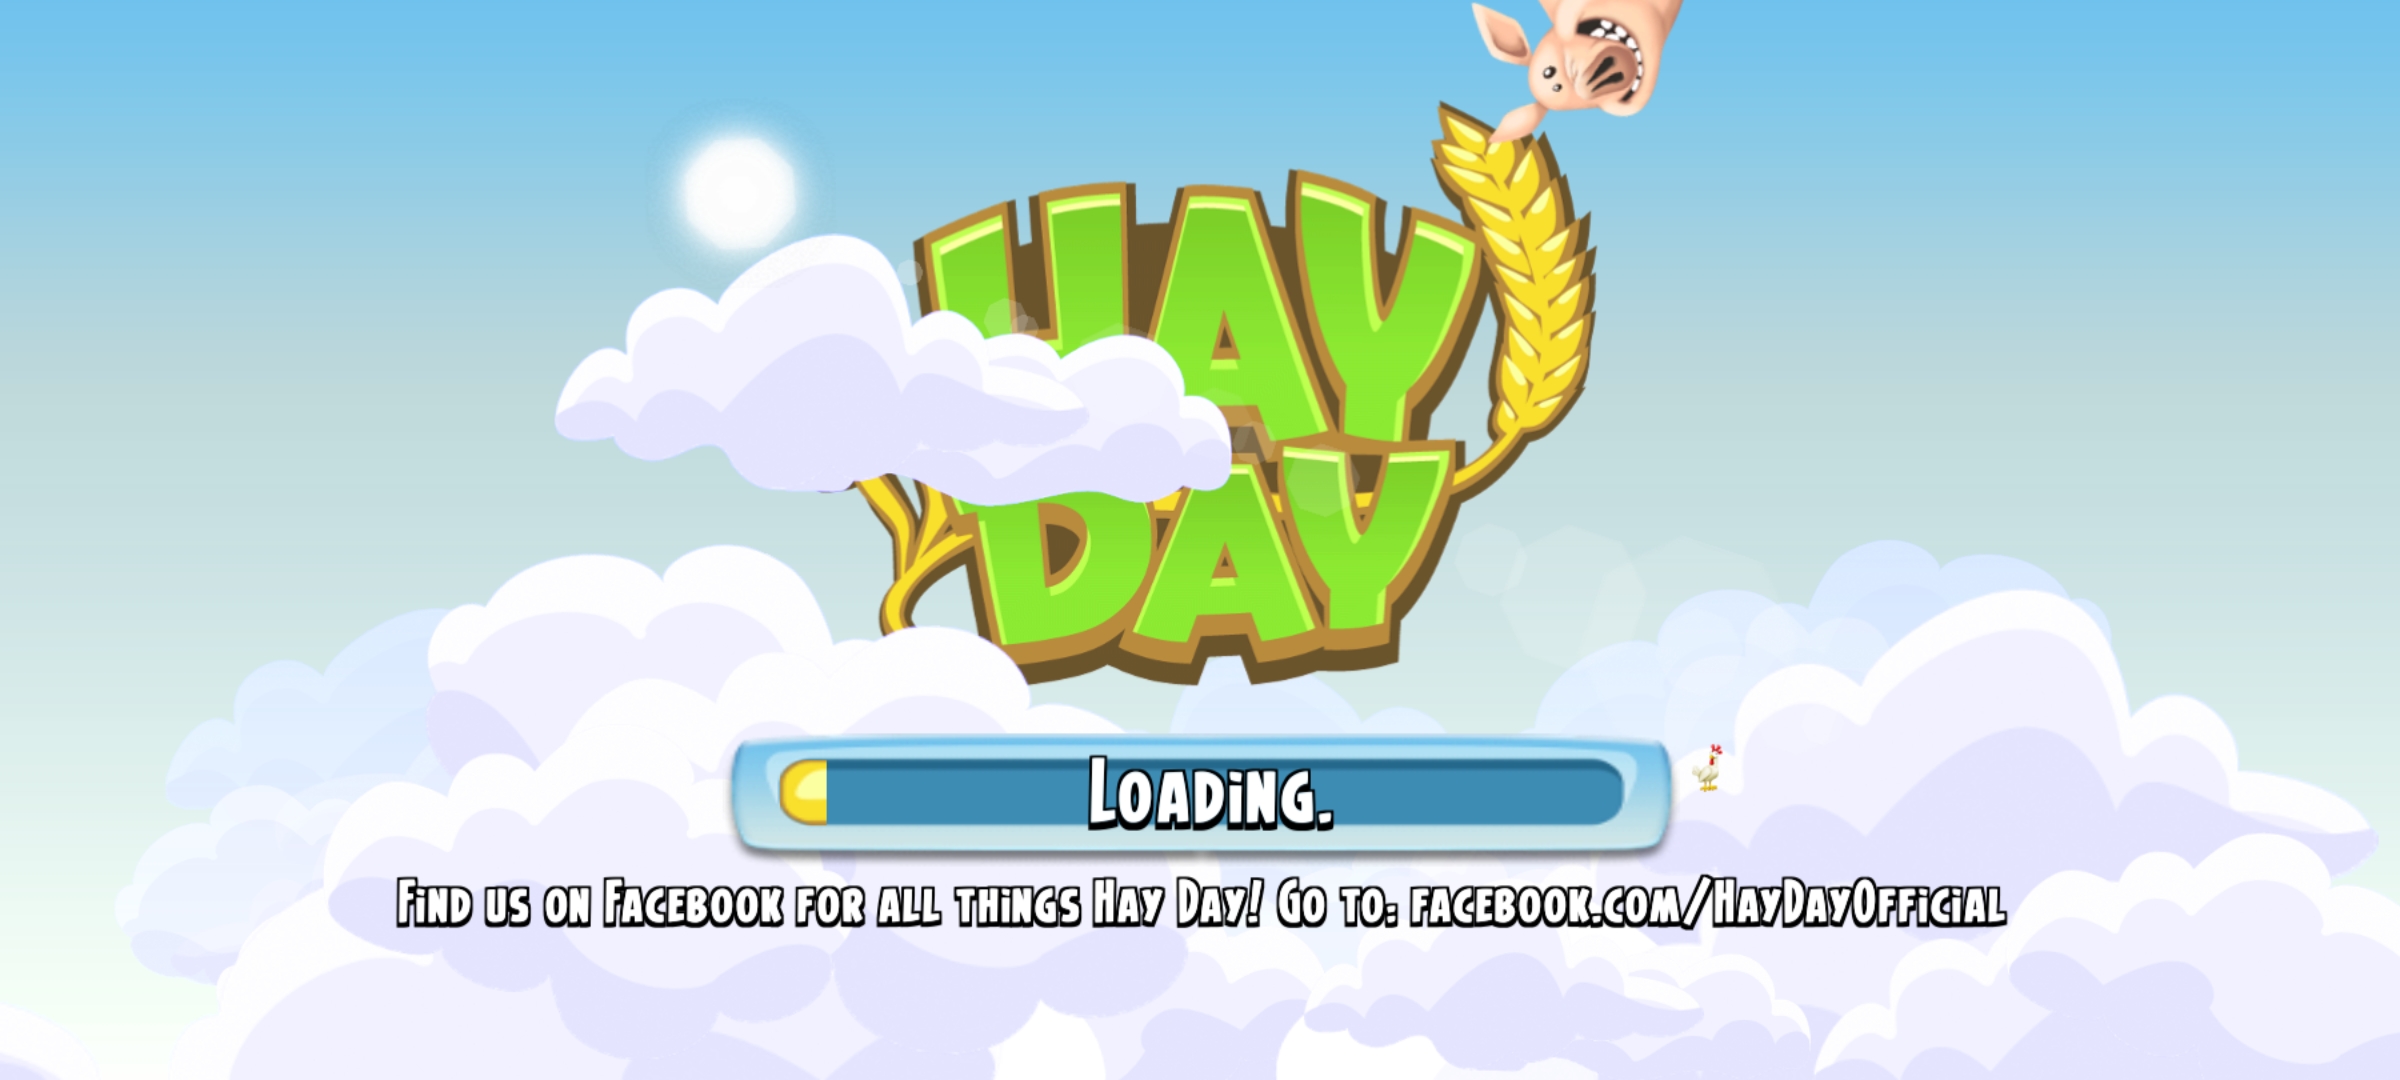 HAY
DAY
LOADING.
FIND US ON FACEBOOK FOR ALL THINGS HAY DAY! GO TO: FACEBOOK.COM/HAYDAYOFFICIAL